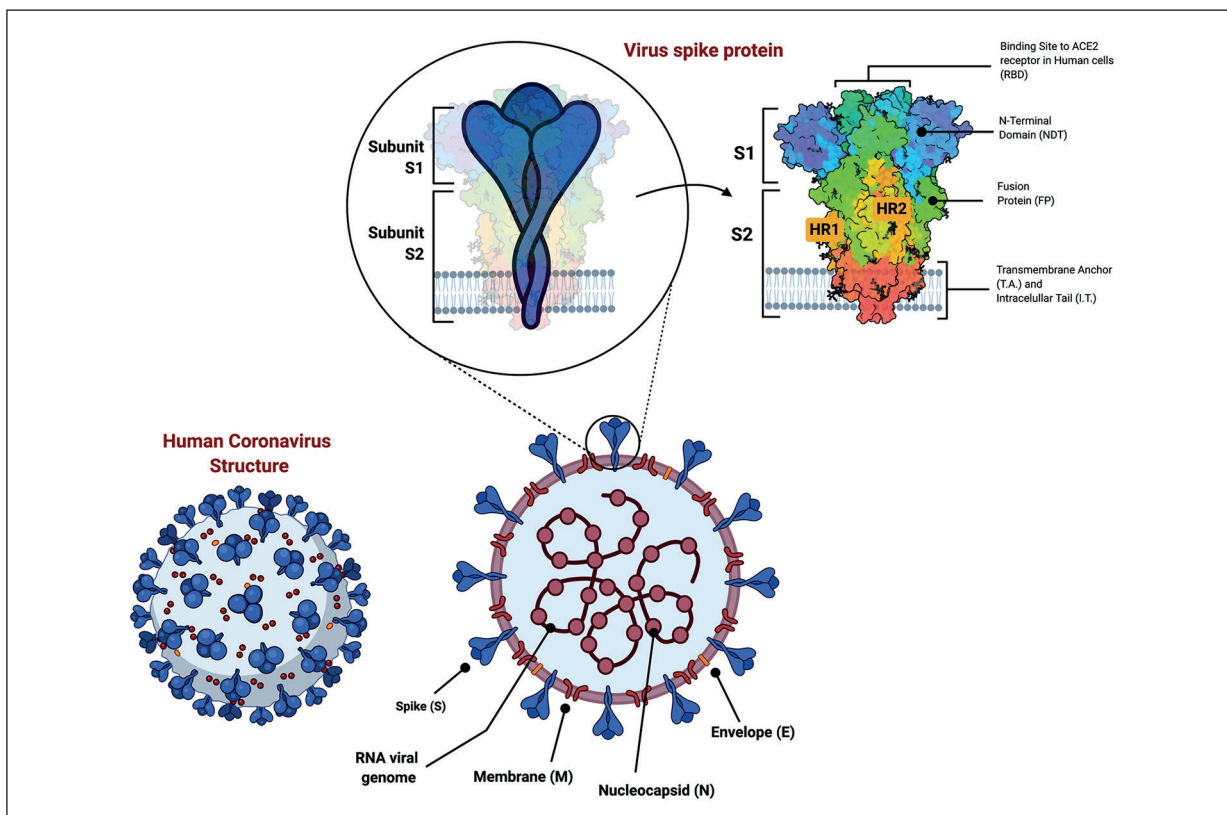 Virus spike protein
Subunit
S1
Subunit
S2
S1
S2
HR1
HR2
Binding Site to ACE2
receptor in Human cells
(RBD)
N-Terminal
Domain (NDT)
Fusion
Protein (FP)
Transmembrane Anchor
(T.A.) and
Intracelullar Tail (I.T.)
Human Coronavirus
Structure
Spike (S)
RNA viral
genome
Membrane (M)
Nucleocapsid (N)
Envelope (E)